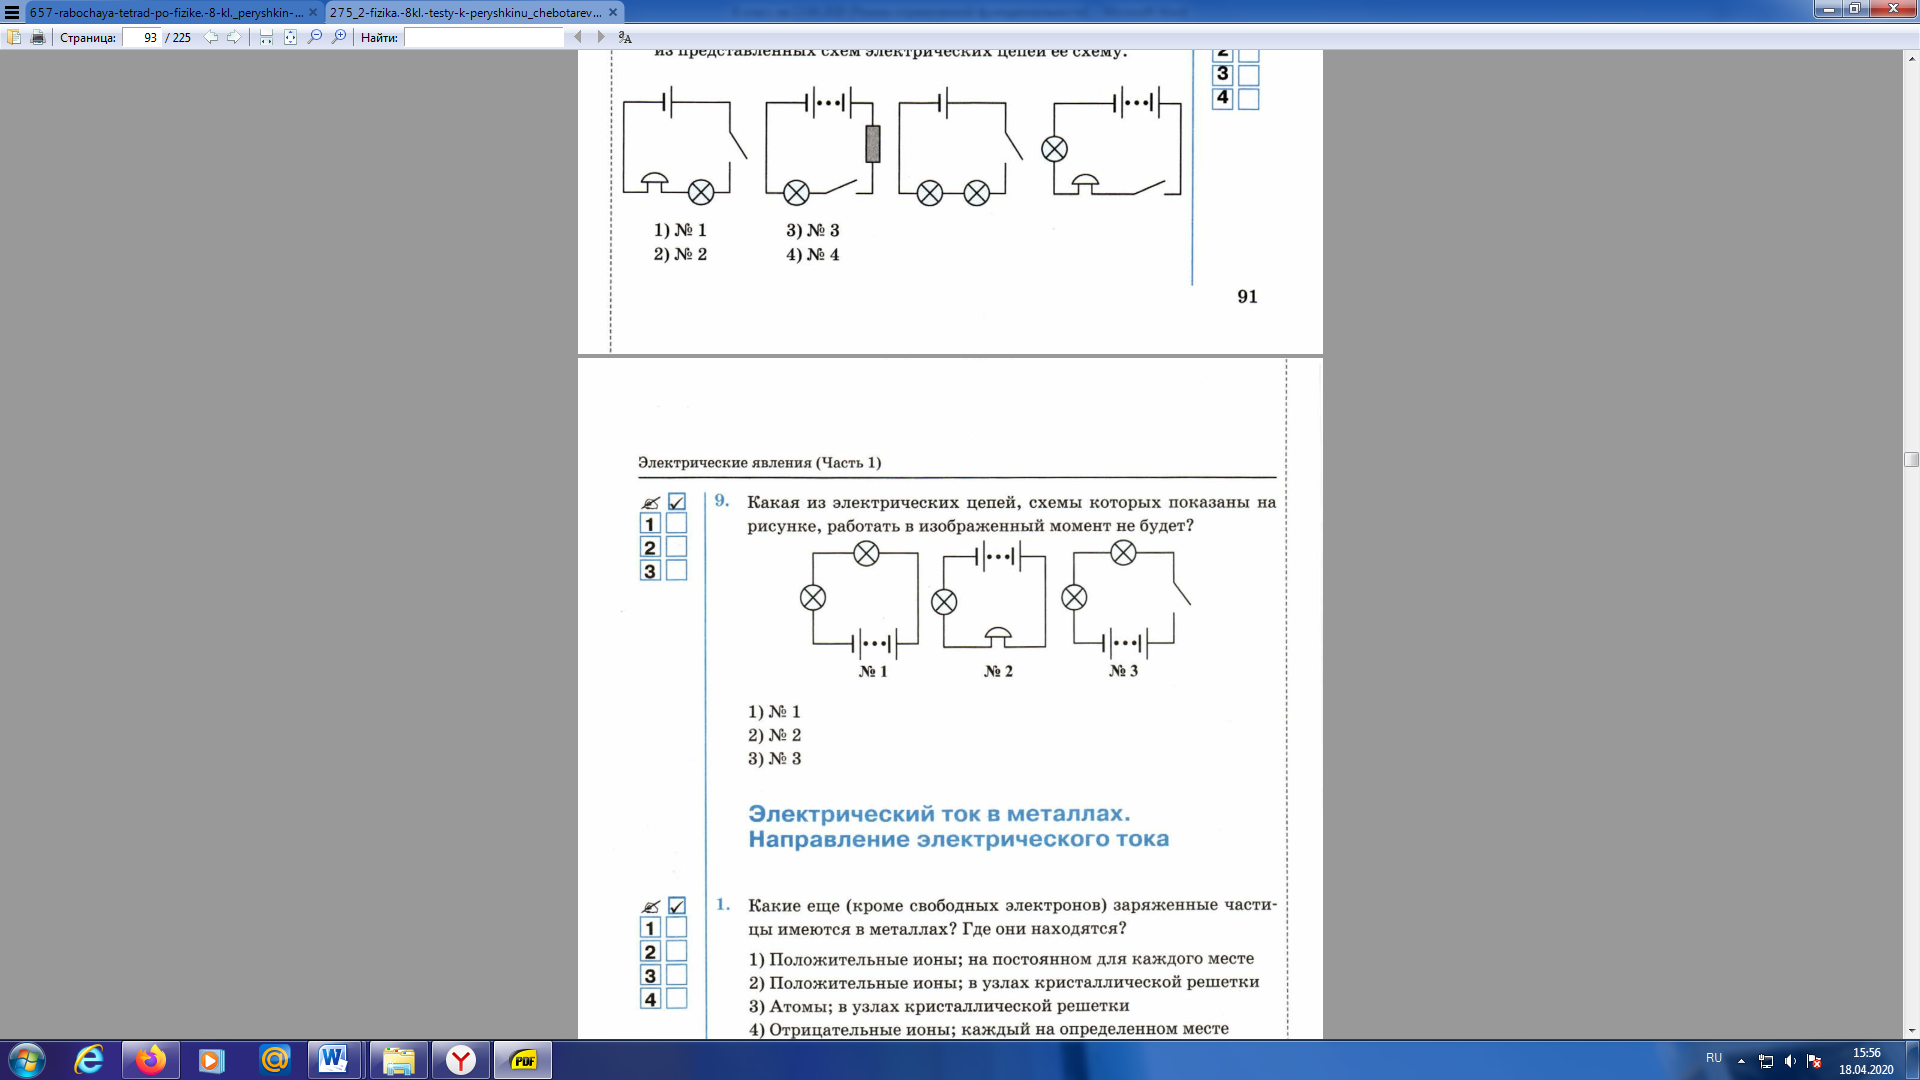 657-rabochaya-tetrad-po-fizike.-8-kl._peryshkin-...
275_2-fizika.-8kl.-testy-k-peryshkinu_chebotarev...
Страница: 93 / 225
Найти:
из представленных схем электрических цепей ее схему.
2
3
4
1) № 1
3) № 3
2) № 2
4) № 4
91
Электрические явления (Часть 1)
1
2
3
9. Какая из электрических цепей, схемы которых показаны на
рисунке, работать в изображенный момент не будет?
№ 1
№ 2
№ 3
1) № 1
2) № 2
3) № 3
Электрический ток в металлах.
Направление электрического тока
1
2
3
4
1. Какие еще (кроме свободных электронов) заряженные части-
цы имеются в металлах? Где они находятся?
1) Положительные ионы; на постоянном для каждого месте
2) Положительные ионы; в узлах кристаллической решетки
3) Атомы; в узлах кристаллической решетки
4) Отрицательные ионы; каждый на определенном месте
PDF
RU
15:56
18.04.2020